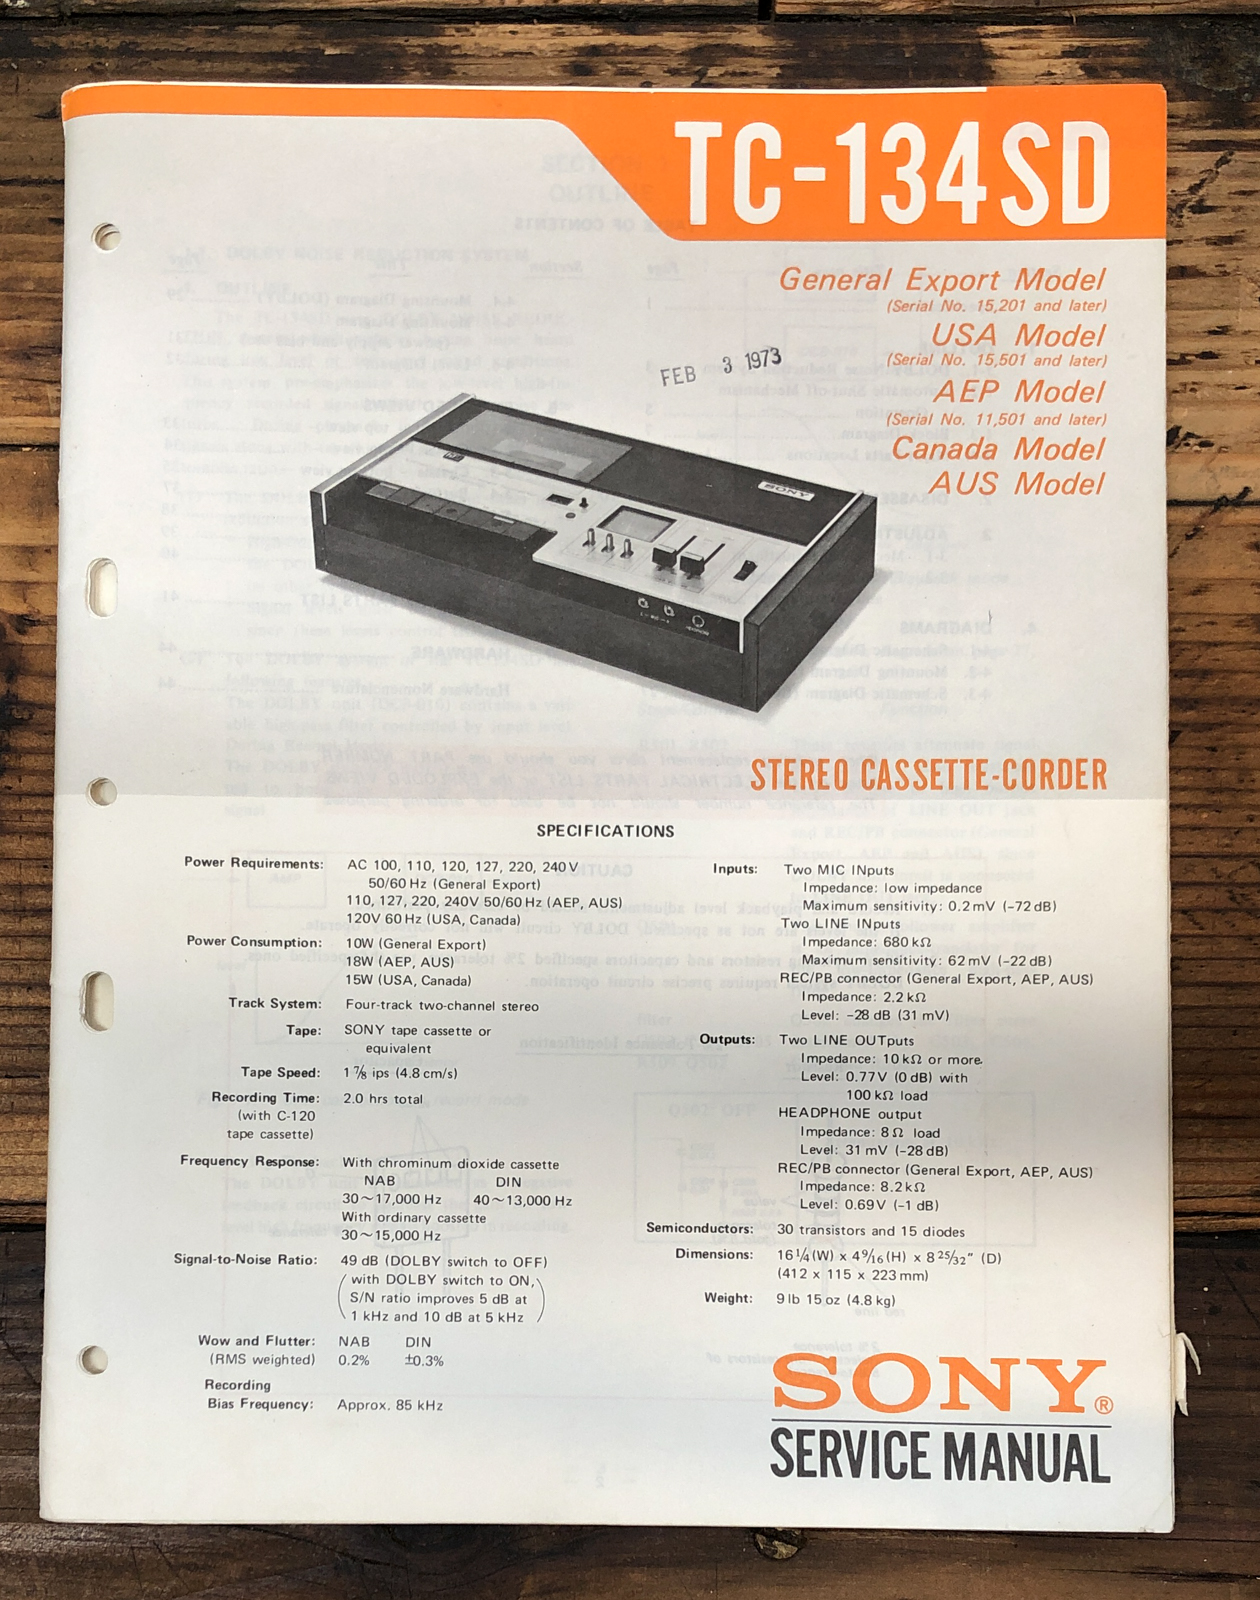 TC-134SD
General Export Model
(Serial No. 15,201 and later)
USA Model
(Serial No. 15,501 and later)
AEP Model
(Serial No. 11,501 and later)
Canada Model
AUS Model
FEB 3 1973
SONY
STEREO CASSETTE-CORDER
SPECIFICATIONS
Power Requirements: AC 100, 110, 120, 127, 220, 240V
50/60 Hz (General Export)
110, 127, 220, 240V 50/60 Hz (AEP, AUS)
120V 60 Hz (USA, Canada)
Power Consumption: 10W (General Export)
18W (AEP, AUS)
15W (USA, Canada)
Track System: Four-track two-channel stereo
Tape: SONY tape cassette or
equivalent
Tape Speed: 1 7/8 ips (4.8 cm/s)
Recording Time: 2.0 hrs total
(with C-120
tape cassette)
Frequency Response: With chrominum dioxide cassette
NAB DIN
30~17,000 Hz 40~13,000 Hz
With ordinary cassette
30~15,000 Hz
Signal-to-Noise Ratio: 49 dB (DOLBY switch to OFF)
(with DOLBY switch to ON,
S/N ratio improves 5 dB at
1 kHz and 10 dB at 5 kHz)
Wow and Flutter: NAB DIN
(RMS weighted) 0.2% ±0.3%
Recording
Bias Frequency: Approx. 85 kHz
Inputs: Two MIC INputs
Impedance: low impedance
Maximum sensitivity: 0.2 mV (-72 dB)
Two LINE INputs
Impedance: 680 kΩ
Maximum sensitivity: 62 mV (-22 dB)
REC/PB connector (General Export, AEP, AUS)
Impedance: 2.2 kΩ
Level: -28 dB (31 mV)
Outputs: Two LINE OUTputs
Impedance: 10 kΩ or more.
Level: 0.77V (0 dB) with
100 kΩ load
HEADPHONE output
Impedance: 8Ω load
Level: 31 mV (-28 dB)
REC/PB connector (General Export, AEP, AUS)
Impedance: 8.2 kΩ
Level: 0.69V (-1 dB)
Semiconductors: 30 transistors and 15 diodes
Dimensions: 16 1/4 (W) x 4 9/16 (H) x 8 25/32" (D)
(412 x 115 x 223 mm)
Weight: 9 lb 15 oz (4.8 kg)
SONY®
SERVICE MANUAL